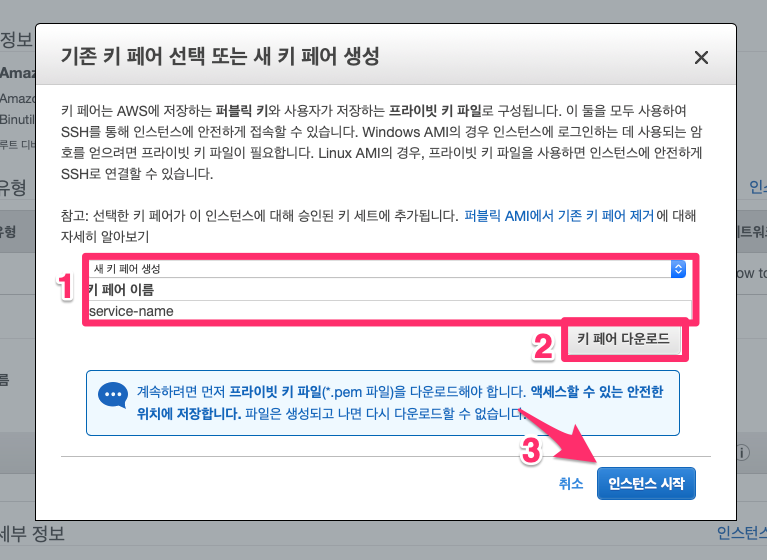 정보
Amaz
Amazo
Binutil
루트 디바
유형
유형
기존 키 페어 선택 또는 새 키 페어 생성
키 페어는 AWS에 저장하는 퍼블릭 키와 사용자가 저장하는 프라이빗 키 파일로 구성됩니다. 이 둘을 모두 사용하여
SSH를 통해 인스턴스에 안전하게 접속할 수 있습니다. Windows AMI의 경우 인스턴스에 로그인하는 데 사용되는 암
호를 얻으려면 프라이빗 키 파일이 필요합니다. Linux AMI의 경우, 프라이빗 키 파일을 사용하면 인스턴스에 안전하게
SSH로 연결할 수 있습니다.
참고: 선택한 키 페어가 이 인스턴스에 대해 승인된 키 세트에 추가됩니다. 퍼블릭 AMI에서 기존 키 페어 제거에 대해
자세히 알아보기
1
새 키 페어 생성
키 페어 이름
service-name
2
키 페어 다운로드
계속하려면 먼저 프라이빗 키 파일(*.pem 파일)을 다운로드해야 합니다. 액세스할 수 있는 안전한
위치에 저장합니다. 파일은 생성되고 나면 다시 다운로드할 수 없습니다.
3
취소
인스턴스 시작
인스
네트워크
ow to
름
세부 정보
인스턴스